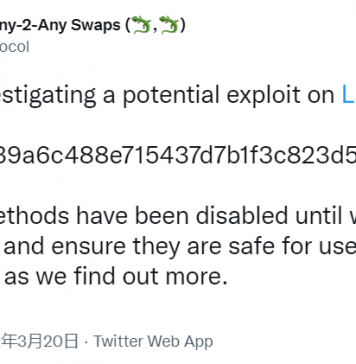 ny-2-Any Swaps (🦎,🦎)
ocol
stigating a potential exploit on L
39a6c488e715437d7b1f3c823d5
ethods have been disabled until w
and ensure they are safe for use
as we find out more.
年3月20日 · Twitter Web App